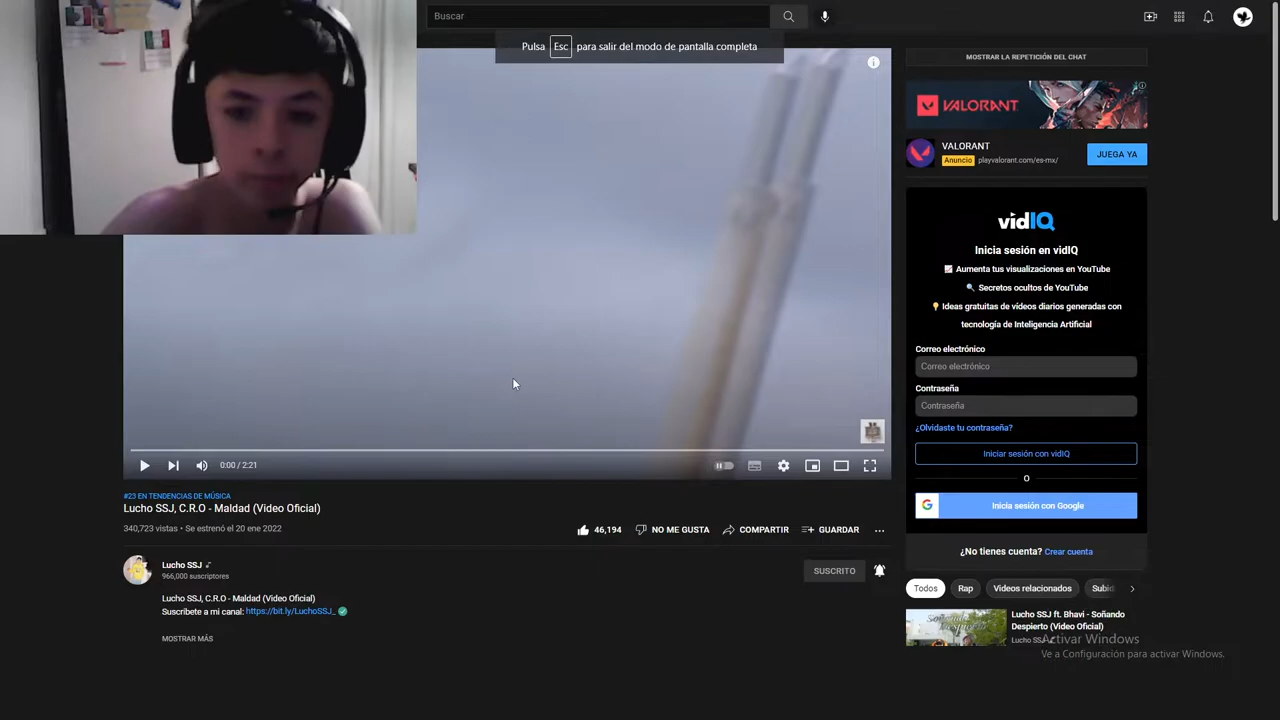 Buscar
Pulsa Esc para salir del modo de pantalla completa
MOSTRAR LA REPETICIÓN DEL CHAT
VALORANT
VALORANT
Anuncio playvalorant.com/es-mx/
JUEGA YA
vidIQ
Inicia sesión en vidIQ
📈 Aumenta tus visualizaciones en YouTube
🔍 Secretos ocultos de YouTube
💡 Ideas gratuitas de vídeos diarios generadas con
tecnología de Inteligencia Artificial
Correo electrónico
Correo electrónico
Contraseña
Contraseña
¿Olvidaste tu contraseña?
Iniciar sesión con vidIQ
O
Inicia sesión con Google
¿No tienes cuenta? Crear cuenta
0:00 / 2:21
#23 EN TENDENCIAS DE MÚSICA
Lucho SSJ, C.R.O - Maldad (Video Oficial)
340,723 vistas • Se estrenó el 20 ene 2022
46,194 NO ME GUSTA COMPARTIR GUARDAR ...
Lucho SSJ
966,000 suscriptores
SUSCRITO
Lucho SSJ, C.R.O - Maldad (Video Oficial)
Suscribete a mi canal: https://bit.ly/LuchoSSJ_
MOSTRAR MÁS
Todos Rap Videos relacionados Subid
Lucho SSJ ft. Bhavi - Soñando
Despierto (Video Oficial)
Lucho SSJ
Activar Windows
Ve a Configuración para activar Windows.